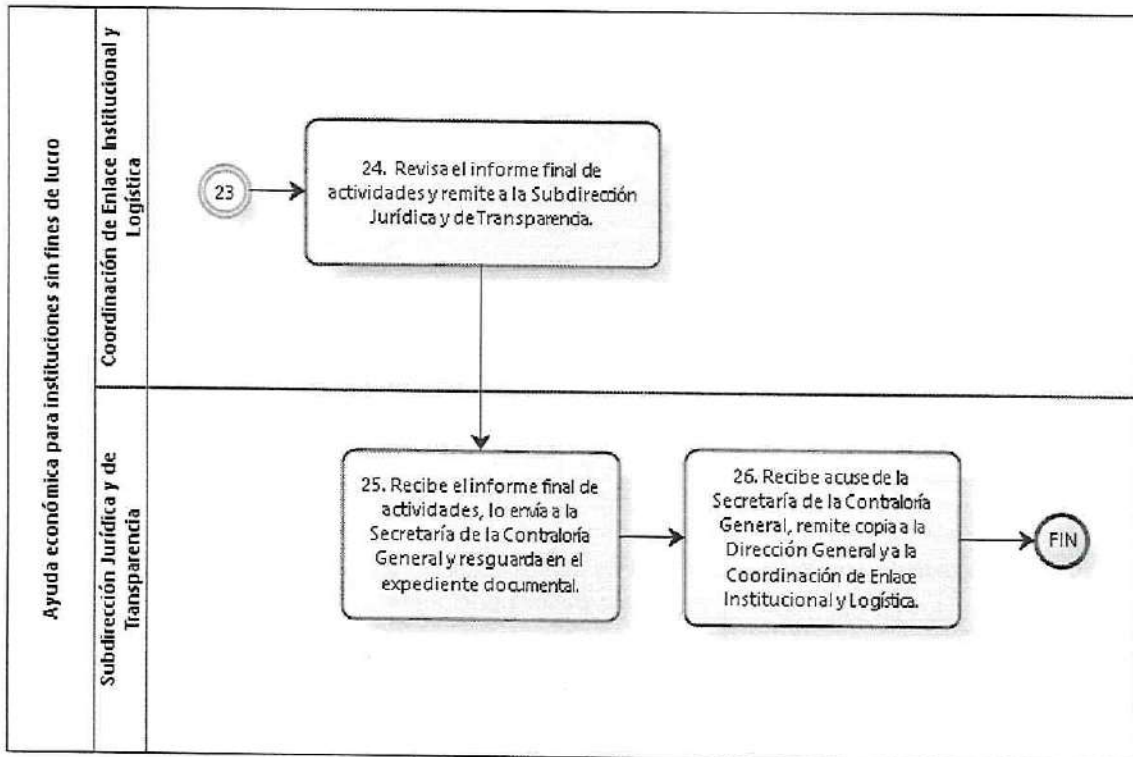 Ayuda económica para instituciones sin fines de lucro
Coordinación de Enlace Institucional y
Logística
23
24. Revisa el informe final de
actividades y remite a la Subdirección
Jurídica y de Transparencia.
Subdirección Jurídica y de
Transparencia
25. Recibe el informe final de
actividades, lo envía a la
Secretaría de la Contraloría
General y resguarda en el
expediente documental.
26. Recibe acuse de la
Secretaría de la Contraloría
General, remite copia a la
Dirección General y a la
Coordinación de Enlace
Institucional y Logística.
FIN